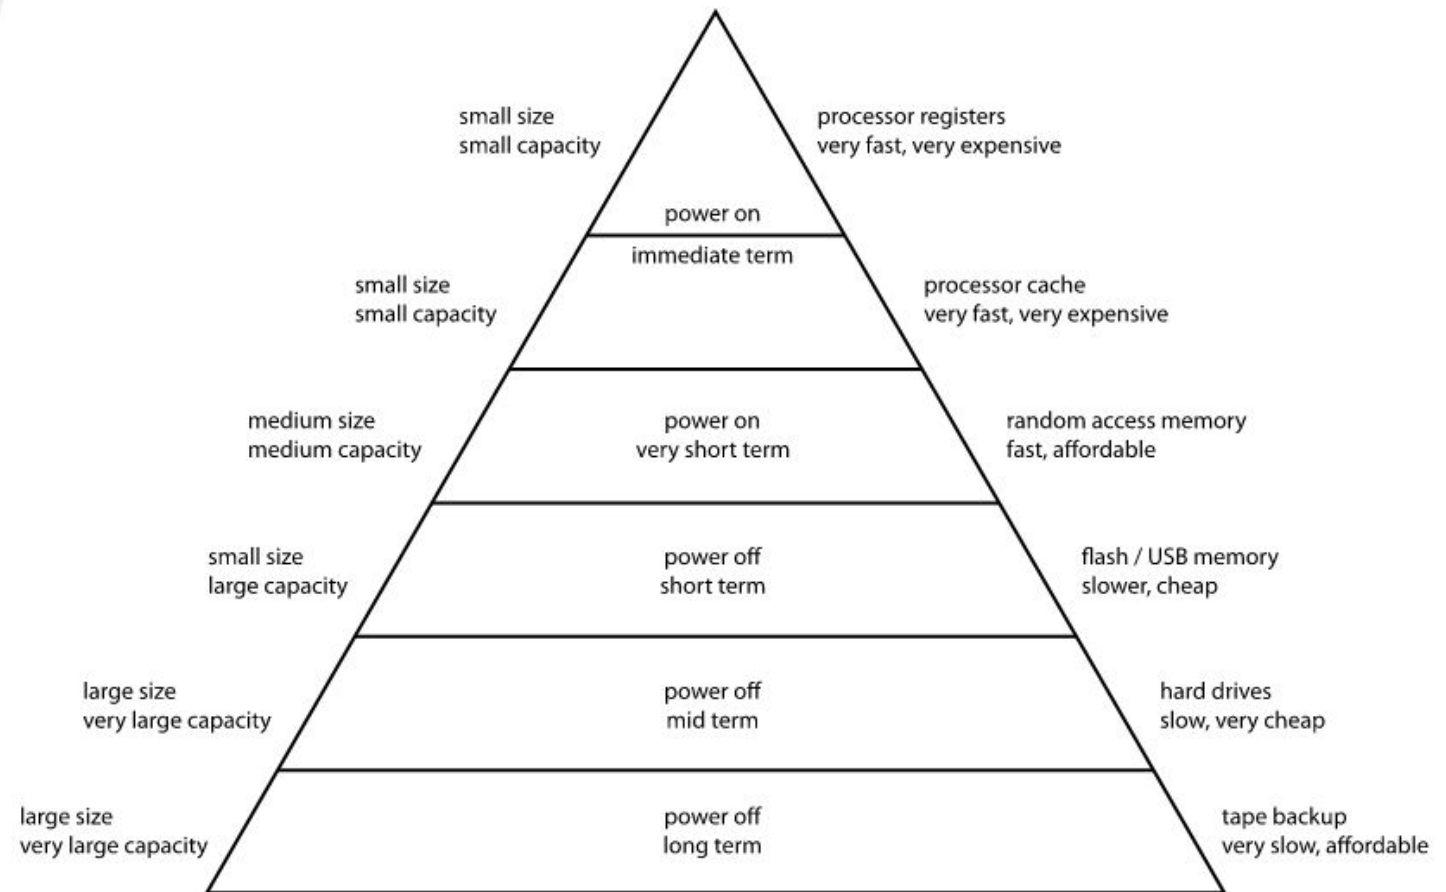 small size
small capacity
processor registers
very fast, very expensive
power on
immediate term
small size
small capacity
processor cache
very fast, very expensive
medium size
medium capacity
power on
very short term
random access memory
fast, affordable
small size
large capacity
power off
short term
flash / USB memory
slower, cheap
large size
very large capacity
power off
mid term
hard drives
slow, very cheap
large size
very large capacity
power off
long term
tape backup
very slow, affordable